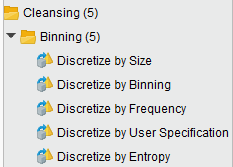 Cleansing (5)
Binning (5)
Discretize by Size
Discretize by Binning
Discretize by Frequency
Discretize by User Specification
Discretize by Entropy